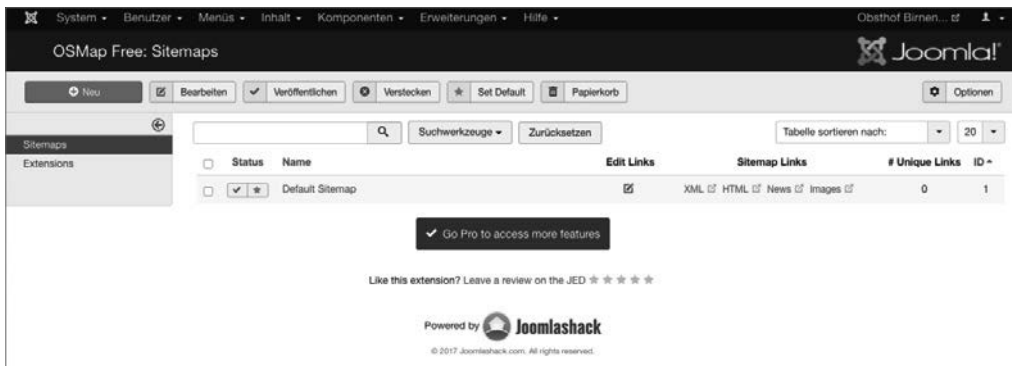 System Benutzer Menüs Inhalt Komponenten Erweiterungen Hilfe Obsthof Birnen...
OSMap Free: Sitemaps Joomla!
Neu Bearbeiten Veröffentlichen Verstecken Set Default Papierkorb Optionen
Suchwerkzeuge Zurücksetzen Tabelle sortieren nach: 20
Sitemaps
Extensions
Status Name Edit Links Sitemap Links # Unique Links ID
Default Sitemap XML HTML News Images 0 1
Go Pro to access more features
Like this extension? Leave a review on the JED
Powered by Joomlashack
© 2017 Joomlashack.com. All rights reserved.